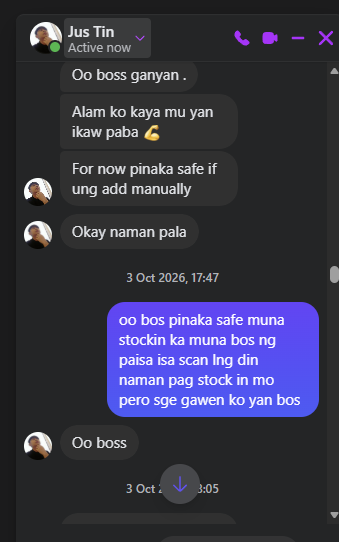 Jus Tin
Active now
Oo boss ganyan .
Alam ko kaya mu yan
ikaw paba 💪
For now pinaka safe if
ung add manually
Okay naman pala
3 Oct 2026, 17:47
oo bos pinaka safe muna
stockin ka muna bos ng
paisa isa scan lng din
naman pag stock in mo
pero sge gawen ko yan bos
Oo boss
3 Oct